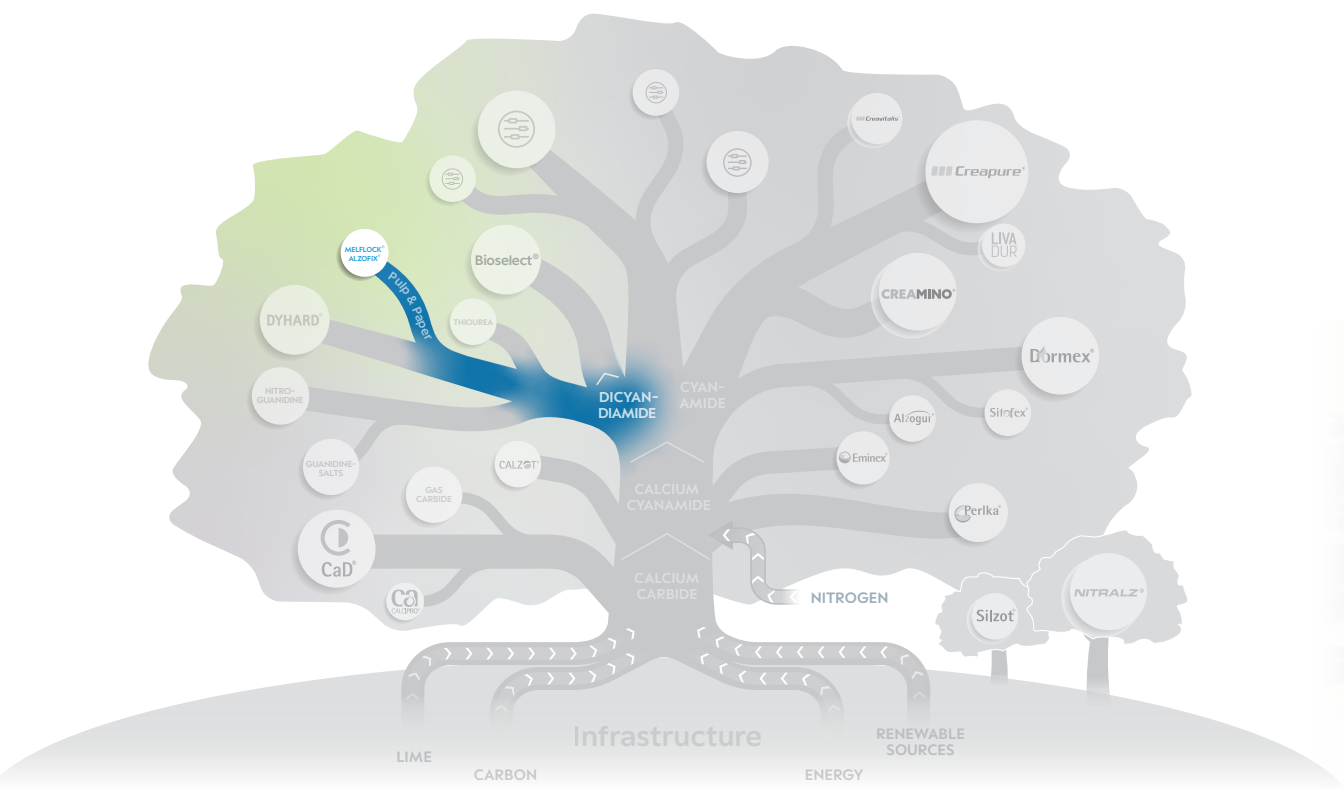 Creavitalis
Creapure®
LIVA
DUR
MELFLOCK®
ALZOFIX®
Pulp & Paper
Bioselect®
CREAMINO®
DYHARD®
THIOUREA
Dormex®
NITRO-
GUANIDINE
DICYAN-
DIAMIDE
CYAN-
AMIDE
Alzogur®
Sitofex®
GUANIDINE-
SALTS
CALZOT®
Eminex®
GAS
CARBIDE
CALCIUM
CYANAMIDE
Perlka®
CaD®
CALCIUM
CARBIDE
NITROGEN
ca
Silzot®
NITRALZ®
Infrastructure
RENEWABLE
SOURCES
LIME
CARBON
ENERGY